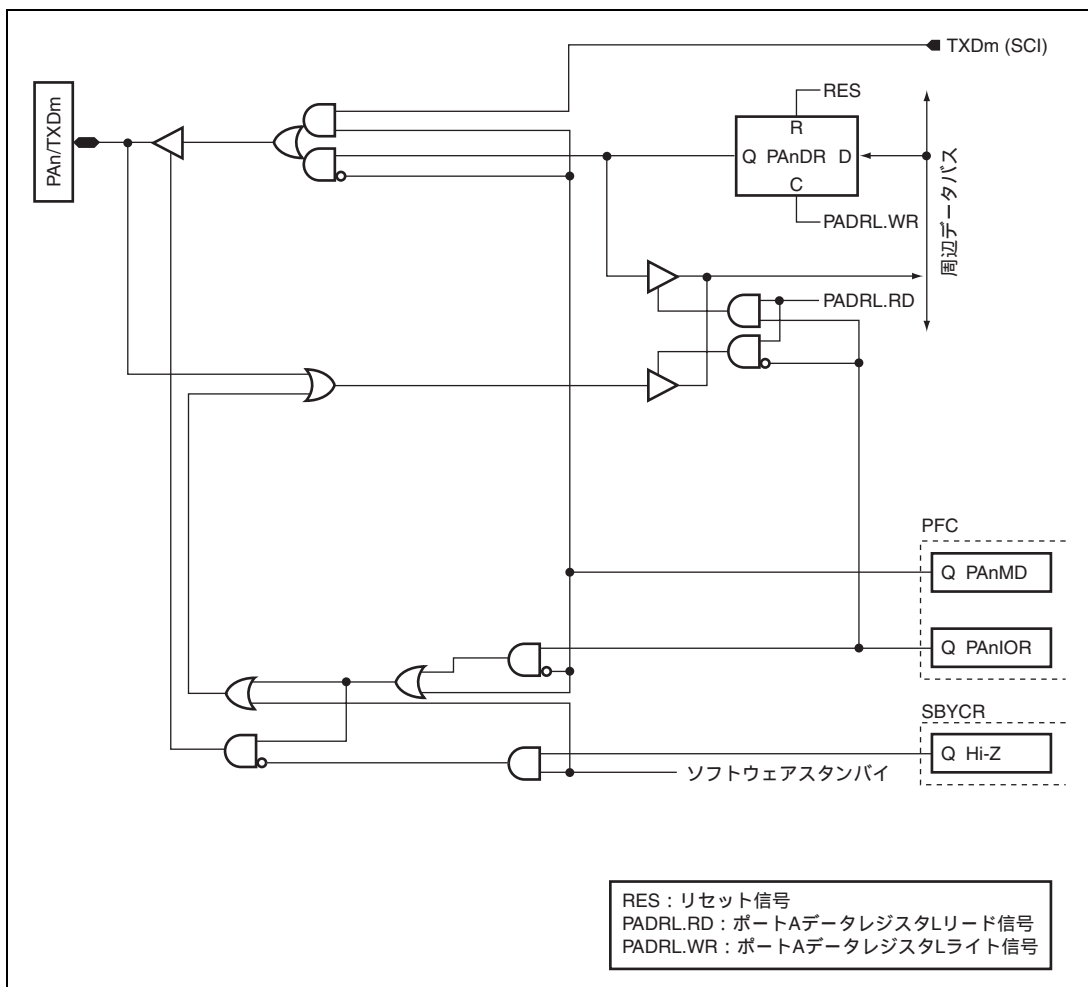 TXDm (SCI)
PAn/TXDm
RES
R
Q PAnDR D
C
PADRL.WR
周辺データバス
PADRL.RD
PFC
Q PAnMD
Q PAnIOR
SBYCR
Q Hi-Z
ソフトウェアスタンバイ
RES：リセット信号
PADRL.RD：ポートAデータレジスタLリード信号
PADRL.WR：ポートAデータレジスタLライト信号